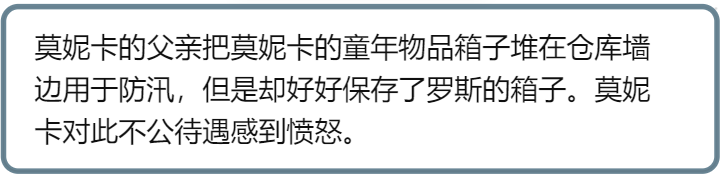 莫妮卡的父亲把莫妮卡的童年物品箱子堆在仓库墙
边用于防汛，但是却好好保存了罗斯的箱子。莫妮
卡对此不公待遇感到愤怒。